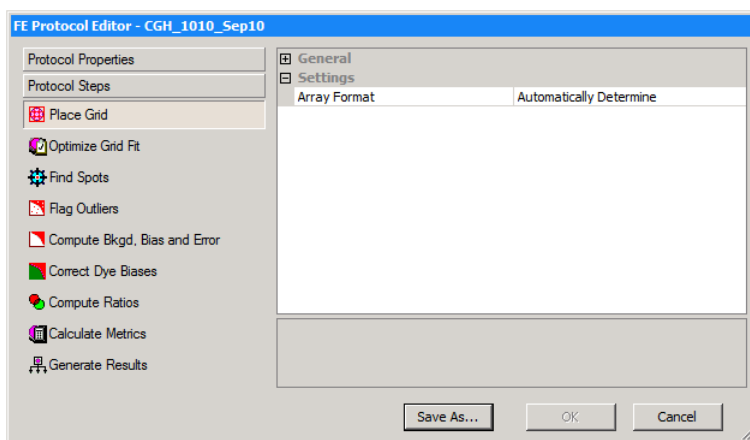 FE Protocol Editor - CGH_1010_Sep10
Protocol Properties
Protocol Steps
Place Grid
Optimize Grid Fit
Find Spots
Flag Outliers
Compute Bkgd, Bias and Error
Correct Dye Biases
Compute Ratios
Calculate Metrics
Generate Results
General
Settings
Array Format Automatically Determine
Save As... OK Cancel